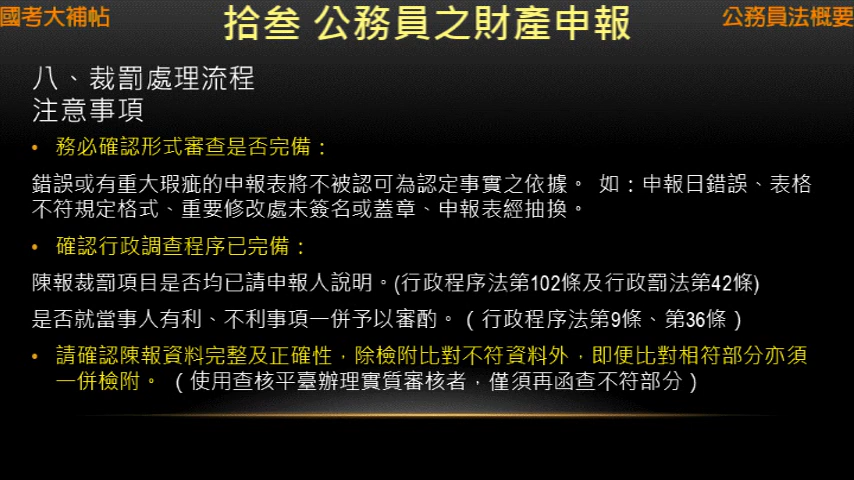 國考大補帖
拾叁 公務員之財產申報
公務員法概要
八、裁罰處理流程
注意事項
• 務必確認形式審查是否完備：
錯誤或有重大瑕疵的申報表將不被認可為認定事實之依據。 如：申報日錯誤、表格
不符規定格式、重要修改處未簽名或蓋章、申報表經抽換。
• 確認行政調查程序已完備：
陳報裁罰項目是否均已請申報人說明。(行政程序法第102條及行政罰法第42條)
是否就當事人有利、不利事項一併予以審酌。（行政程序法第9條、第36條）
• 請確認陳報資料完整及正確性，除檢附比對不符資料外，即便比對相符部分亦須
一併檢附。（使用查核平臺辦理實質審核者，僅須再函查不符部分）